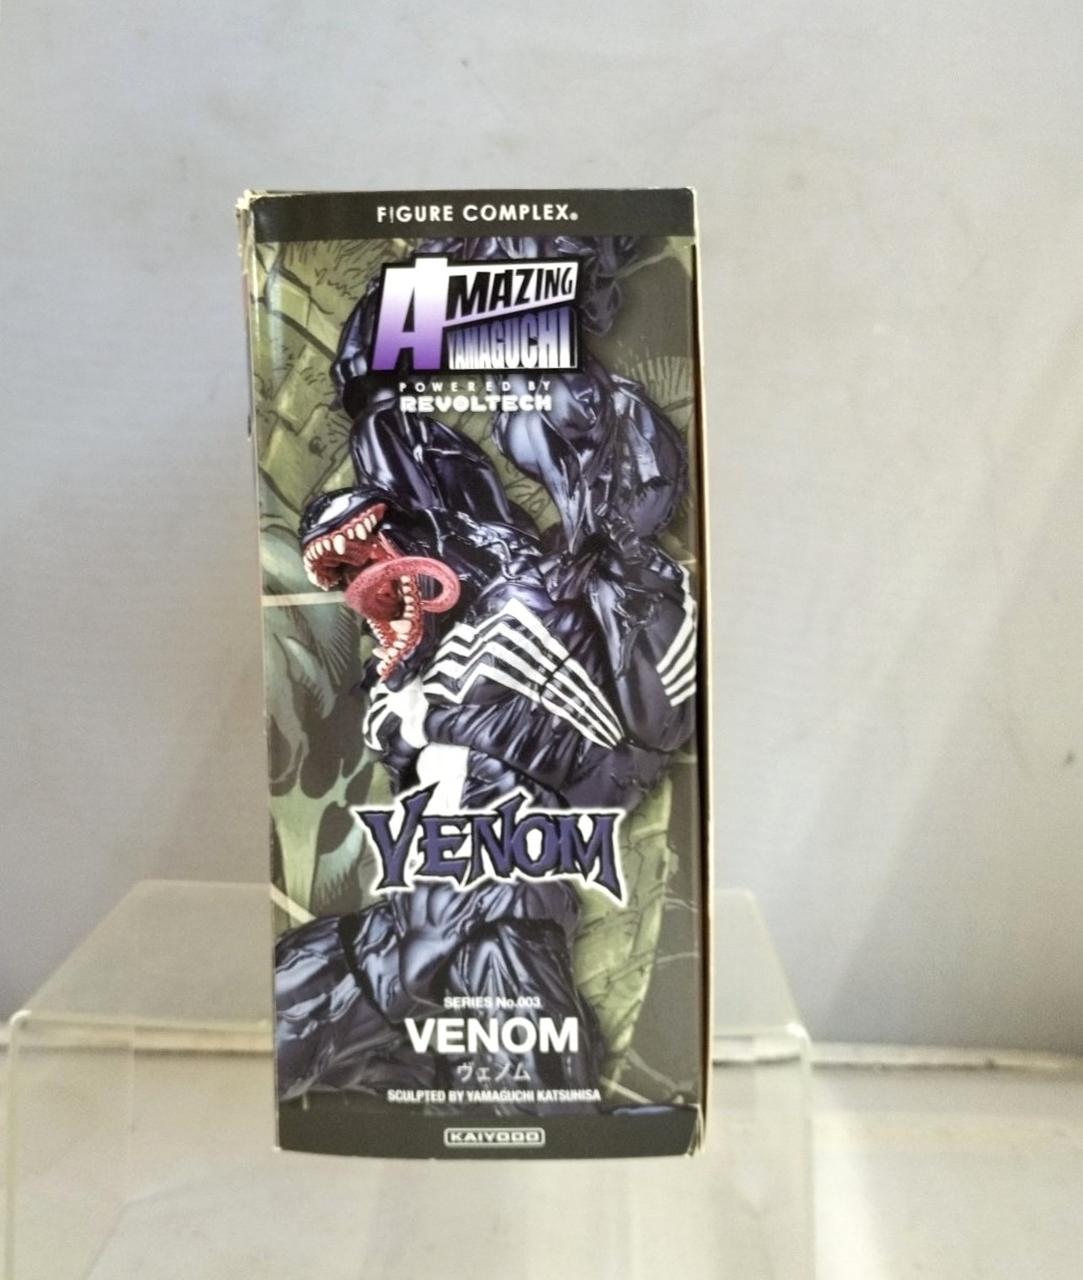 FIGURE COMPLEX®
AMAZING
YAMAGUCHI
POWERED BY
REVOLTECH
VENOM
SERIES No.003
VENOM
ヴェノム
SCULPTED BY YAMAGUCHI KATSUHISA
KAIYODO